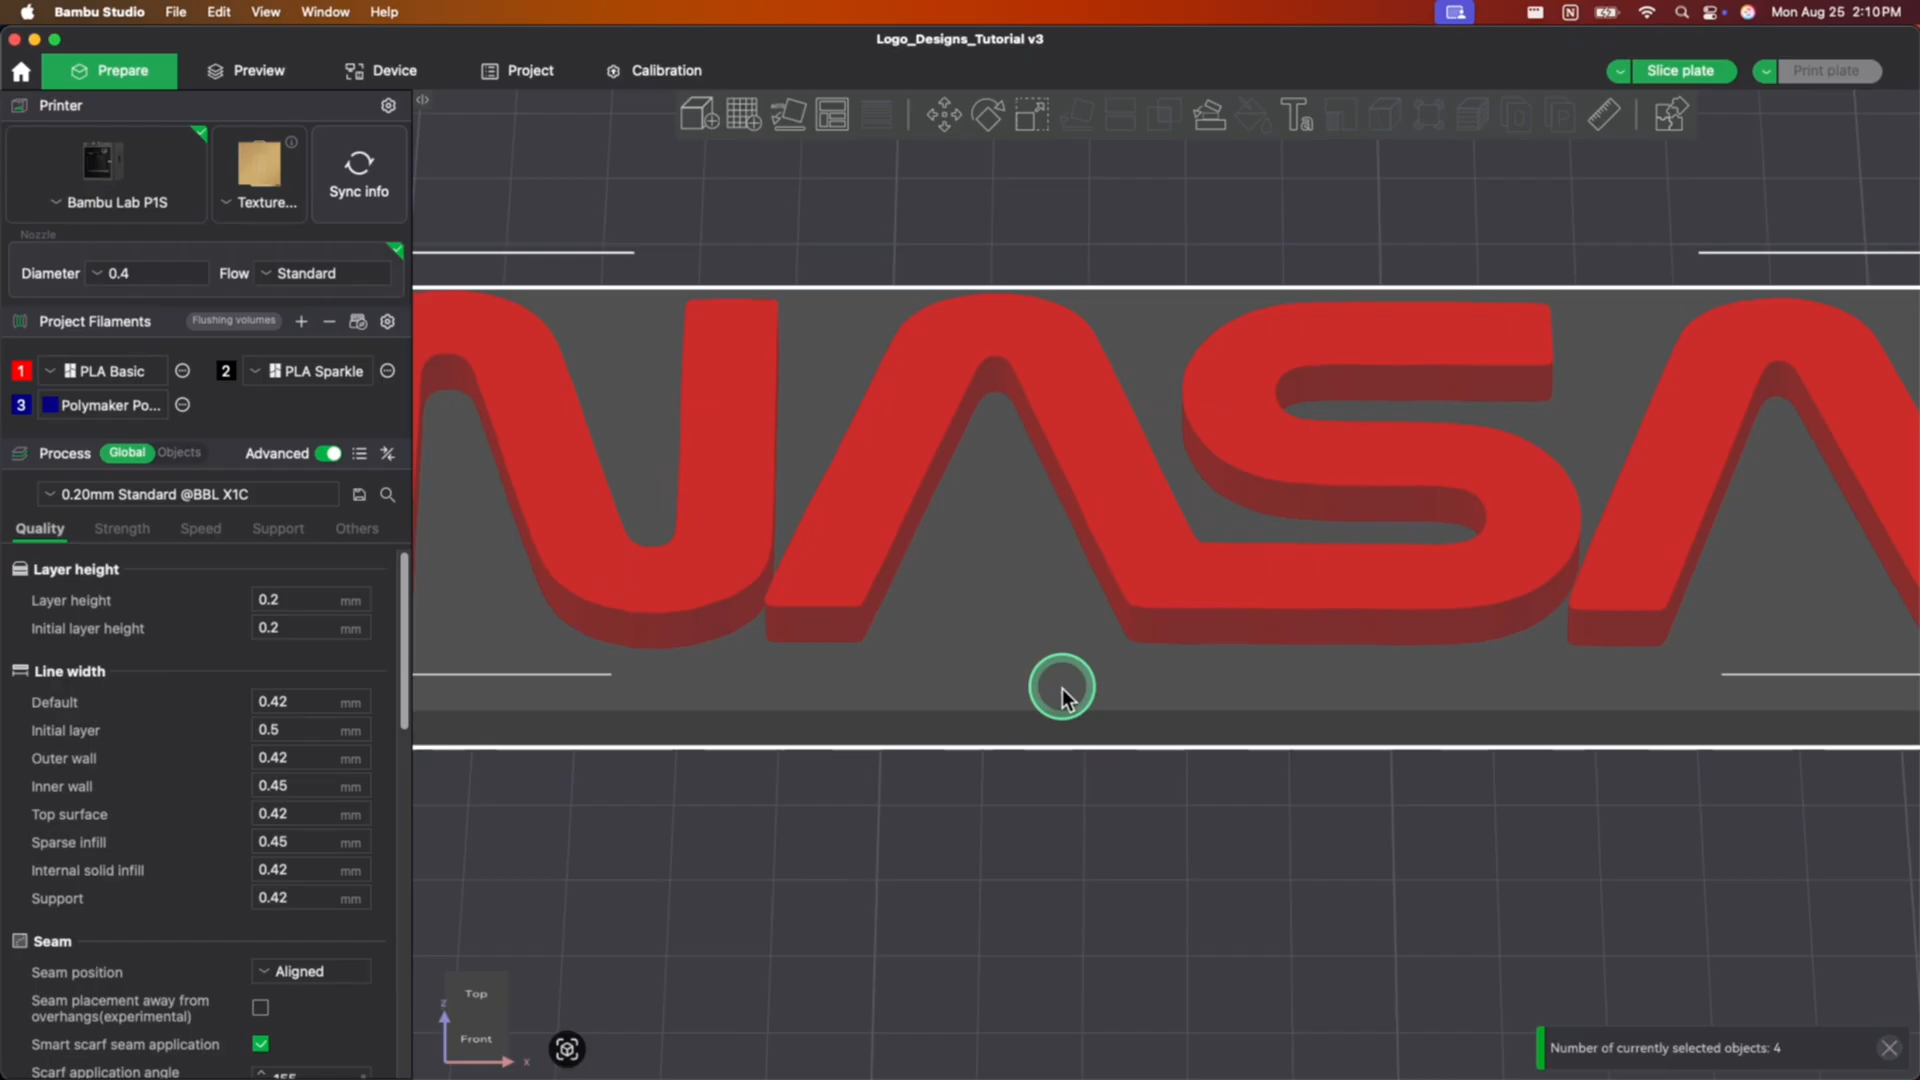 Bambu Studio File Edit View Window Help Mon Aug 25 2:10 PM
Logo_Designs_Tutorial v3
Prepare Preview Device Project Calibration Slice plate Print plate
Printer
Bambu Lab P1S Texture... Sync info
Nozzle
Diameter 0.4 Flow Standard
Project Filaments Flushing volumes
1 PLA Basic 2 PLA Sparkle
3 Polymaker Po...
Process Global Objects Advanced
0.20mm Standard @BBL X1C
Quality Strength Speed Support Others
Layer height
Layer height 0.2 mm
Initial layer height 0.2 mm
Line width
Default 0.42 mm
Initial layer 0.5 mm
Outer wall 0.42 mm
Inner wall 0.45 mm
Top surface 0.42 mm
Sparse infill 0.45 mm
Internal solid infill 0.42 mm
Support 0.42 mm
Seam
Seam position Aligned
Seam placement away from
overhangs(experimental)
Smart scarf seam application
Scarf application angle 155
NASA
Top
Front
z
x
Number of currently selected objects: 4